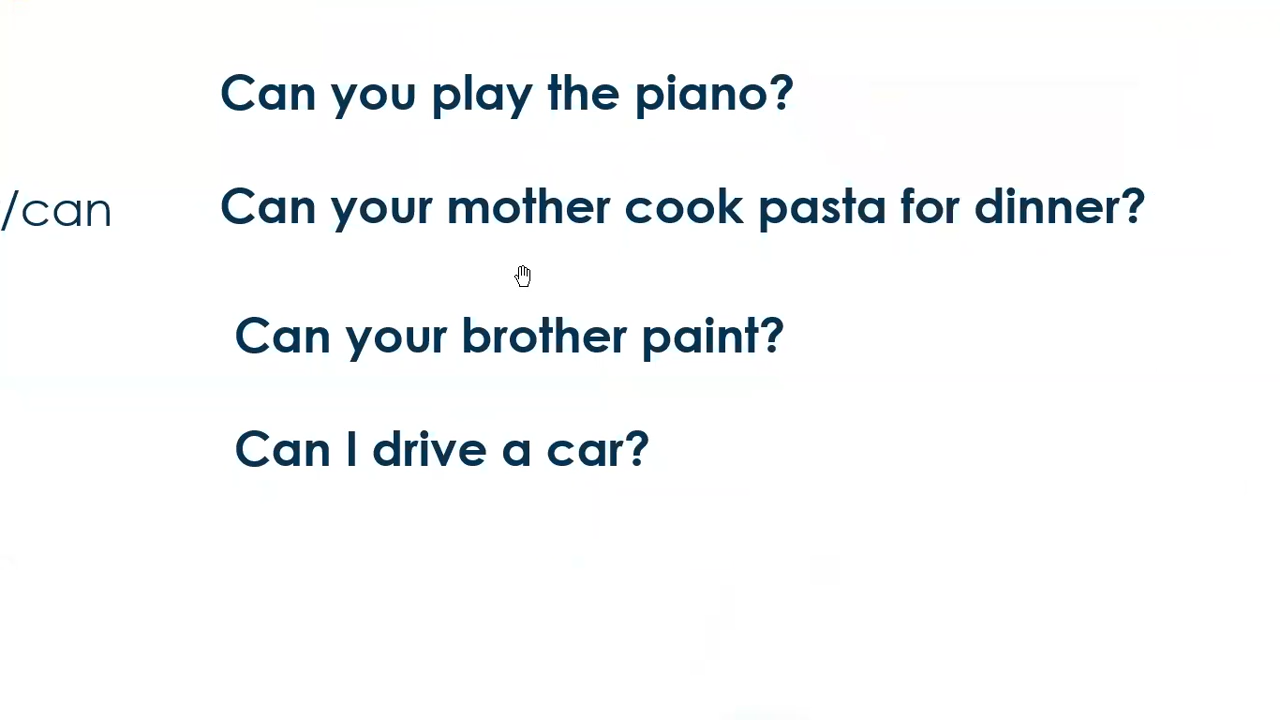 Can you play the piano?
/can
Can your mother cook pasta for dinner?
Can your brother paint?
Can I drive a car?